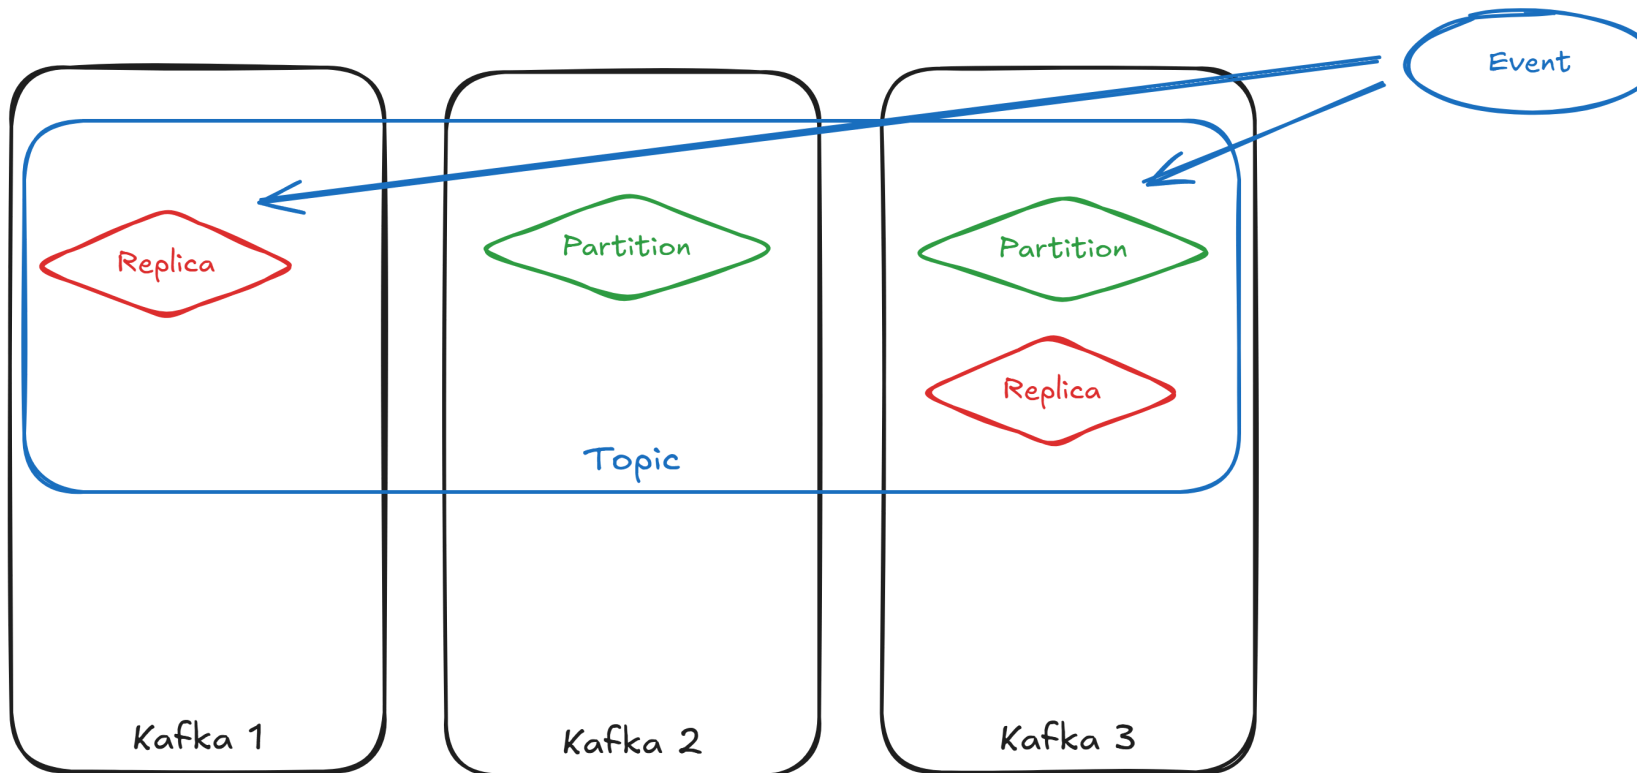 Event
Replica
Partition
Partition
Replica
Topic
Kafka 1
Kafka 2
Kafka 3